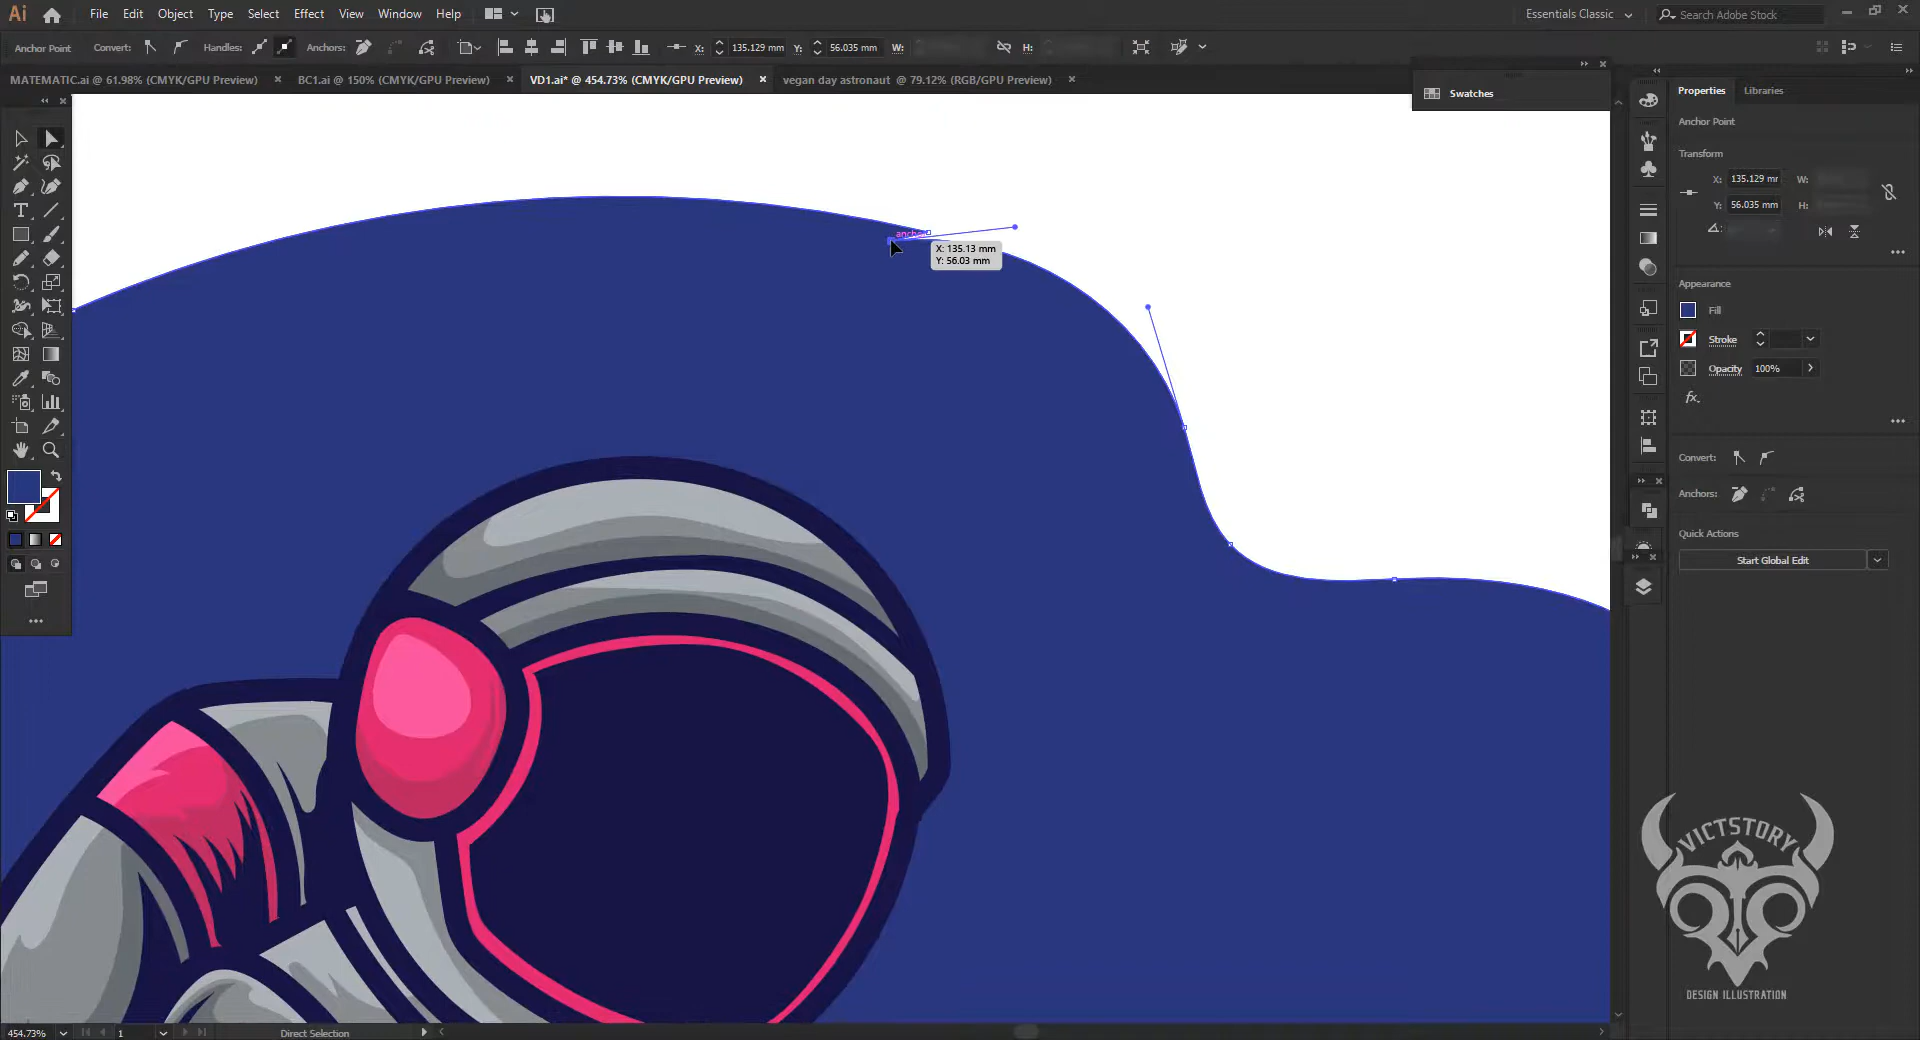 Ai File Edit Object Type Select Effect View Window Help Essentials Classic Search Adobe Stock
Anchor Point Convert: Handles: Anchors: X: 135.129 mm Y: 56.035 mm W: H:
MATEMATIC.ai @ 61.98% (CMYK/GPU Preview) BC1.ai @ 150% (CMYK/GPU Preview) VD1.ai* @ 454.73% (CMYK/GPU Preview) vegan day astronaut @ 79.12% (RGB/GPU Preview)
Swatches
Properties Libraries
Anchor Point
Transform
X: 135.129 mr W:
Y: 56.035 mm H:
anchor
X: 135.13 mm
Y: 56.03 mm
Appearance
Fill
Stroke
Opacity 100%
fx.
Convert:
Anchors:
Quick Actions
Start Global Edit
VICTSTORY
DESIGN ILLUSTRATION
454.73% 1 Direct Selection